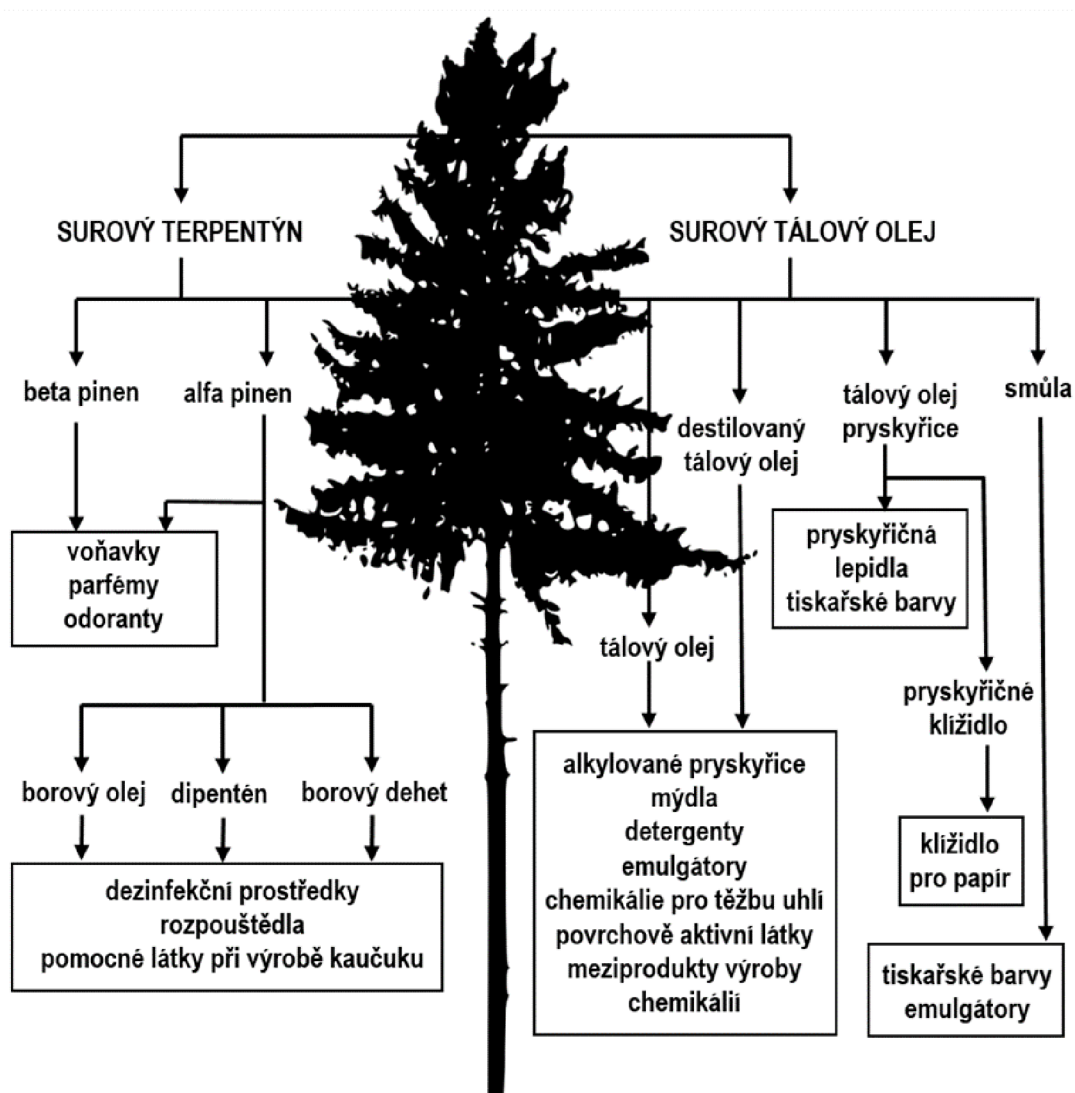 SUROVÝ TERPENTÝN
SUROVÝ TÁLOVÝ OLEJ
beta pinen
alfa pinen
voňavky
parfémy
odoranty
borový olej
dipentén
borový dehet
dezinfekční prostředky
rozpouštědla
pomocné látky při výrobě kaučuku
tálový olej
destilovaný
tálový olej
alkylované pryskyřice
mýdla
detergenty
emulgátory
chemikálie pro těžbu uhlí
povrchově aktivní látky
meziprodukty výroby
chemikálií
tálový olej
pryskyřice
pryskyřičná
lepidla
tiskařské barvy
pryskyřičné
klížidlo
klížidlo
pro papír
smůla
tiskařské barvy
emulgátory